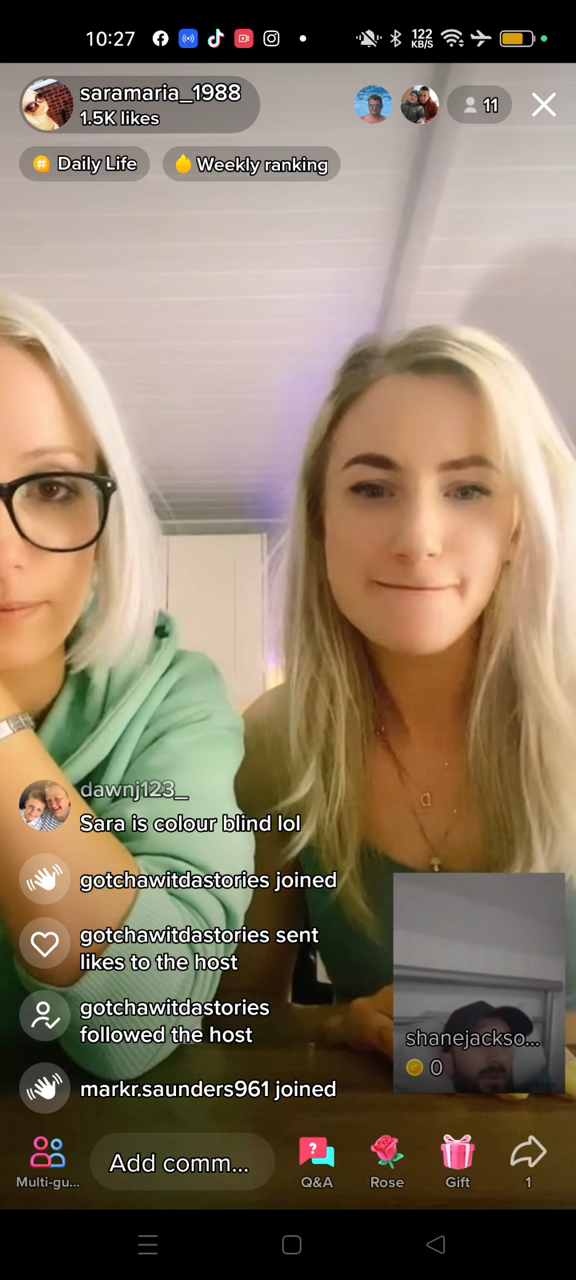 10:27
122
KB/S
saramaria_1988
1.5K likes
11
Daily Life
Weekly ranking
dawnj123_
Sara is colour blind lol
gotchawitdastories joined
gotchawitdastories sent
likes to the host
gotchawitdastories
followed the host
markr.saunders961 joined
shanejackso...
0
Multi-gu...
Add comm...
Q&A
Rose
Gift
1